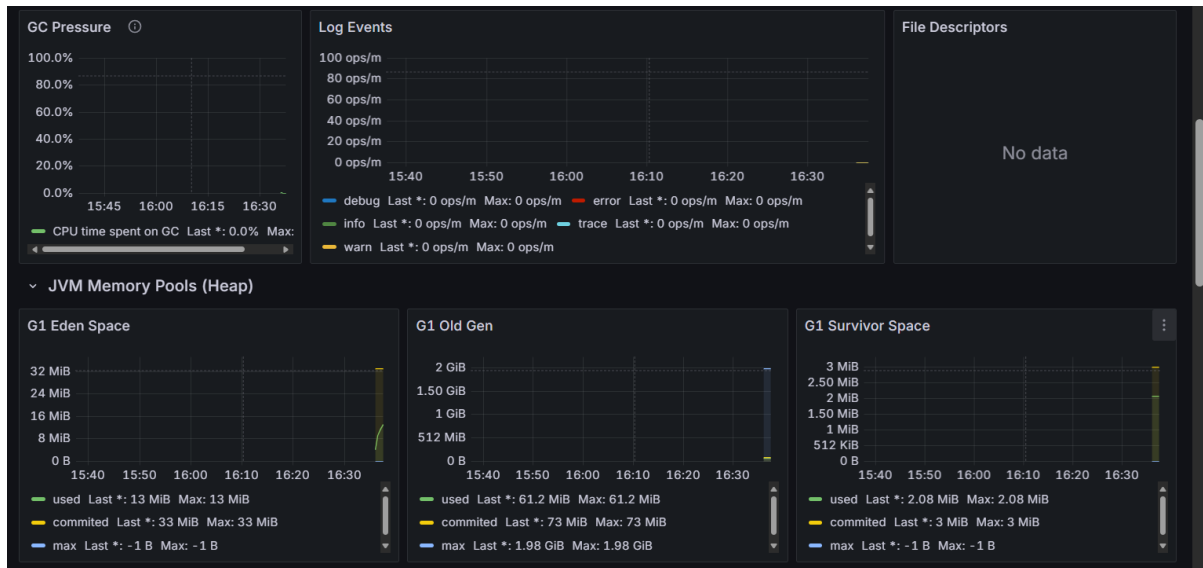 GC Pressure
100.0%
80.0%
60.0%
40.0%
20.0%
0.0%
15:45 16:00 16:15 16:30
CPU time spent on GC Last *: 0.0% Max:
Log Events
100 ops/m
80 ops/m
60 ops/m
40 ops/m
20 ops/m
0 ops/m
15:40 15:50 16:00 16:10 16:20 16:30
debug Last *: 0 ops/m Max: 0 ops/m error Last *: 0 ops/m Max: 0 ops/m
info Last *: 0 ops/m Max: 0 ops/m trace Last *: 0 ops/m Max: 0 ops/m
warn Last *: 0 ops/m Max: 0 ops/m
File Descriptors
No data
JVM Memory Pools (Heap)
G1 Eden Space
32 MiB
24 MiB
16 MiB
8 MiB
0 B
15:40 15:50 16:00 16:10 16:20 16:30
used Last *: 13 MiB Max: 13 MiB
commited Last *: 33 MiB Max: 33 MiB
max Last *: -1 B Max: -1 B
G1 Old Gen
2 GiB
1.50 GiB
1 GiB
512 MiB
0 B
15:40 15:50 16:00 16:10 16:20 16:30
used Last *: 61.2 MiB Max: 61.2 MiB
commited Last *: 73 MiB Max: 73 MiB
max Last *: 1.98 GiB Max: 1.98 GiB
G1 Survivor Space
3 MiB
2.50 MiB
2 MiB
1.50 MiB
1 MiB
512 KiB
0 B
15:40 15:50 16:00 16:10 16:20 16:30
used Last *: 2.08 MiB Max: 2.08 MiB
commited Last *: 3 MiB Max: 3 MiB
max Last *: -1 B Max: -1 B